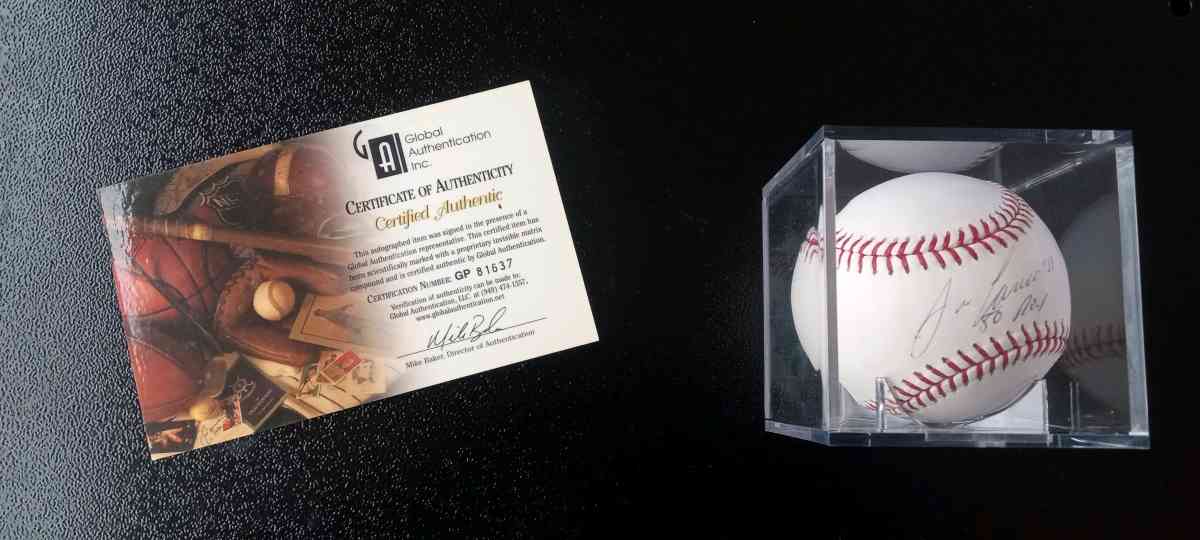 GAI Global
Authentication
Inc.
CERTIFICATE OF AUTHENTICITY
Certified Authentic
This autographed item was signed in the presence of a
Global Authentication representative. This certified item has
been scientifically marked with a proprietary invisible matrix
compound and is certified authentic by Global Authentication.
CERTIFICATION NUMBER: GP 81637
Verification of authenticity can be made to:
Global Authentication, LLC. at (949) 474-1557,
www.globalauthentication.net
Mike Baker, Director of Authentication